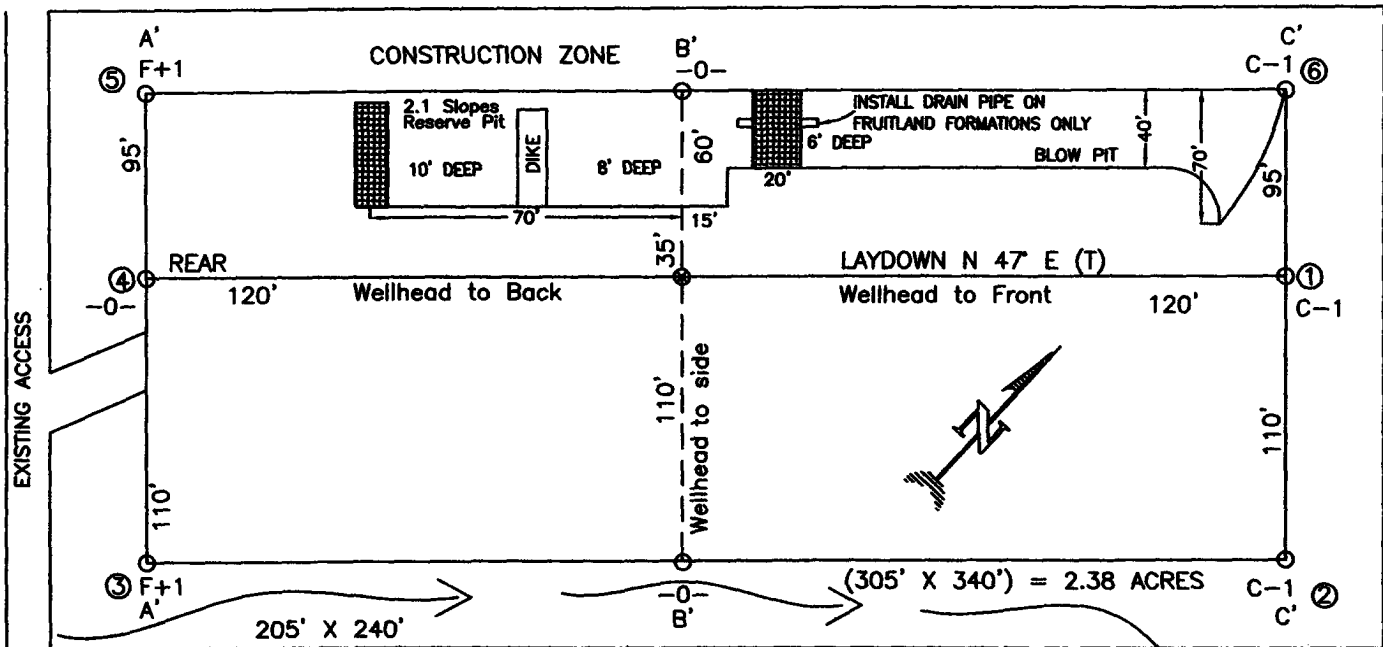 A'
CONSTRUCTION ZONE
B'
C'
⑤ F+1
-0-
C-1 ⑥
2.1 Slopes
Reserve Pit
INSTALL DRAIN PIPE ON
FRUITLAND FORMATIONS ONLY
95'
10' DEEP
DIKE
8' DEEP
60'
6' DEEP
40'
BLOW PIT
70'
95'
20'
70'
15'
35'
④ REAR
LAYDOWN N 47° E (T)
①
-0-
120'
Wellhead to Back
Wellhead to Front
120'
C-1
EXISTING ACCESS
110'
Wellhead to side
N
110'
110'
③ F+1
-0-
(305' X 340') = 2.38 ACRES
C-1 ②
A'
B'
C'
205' X 240'